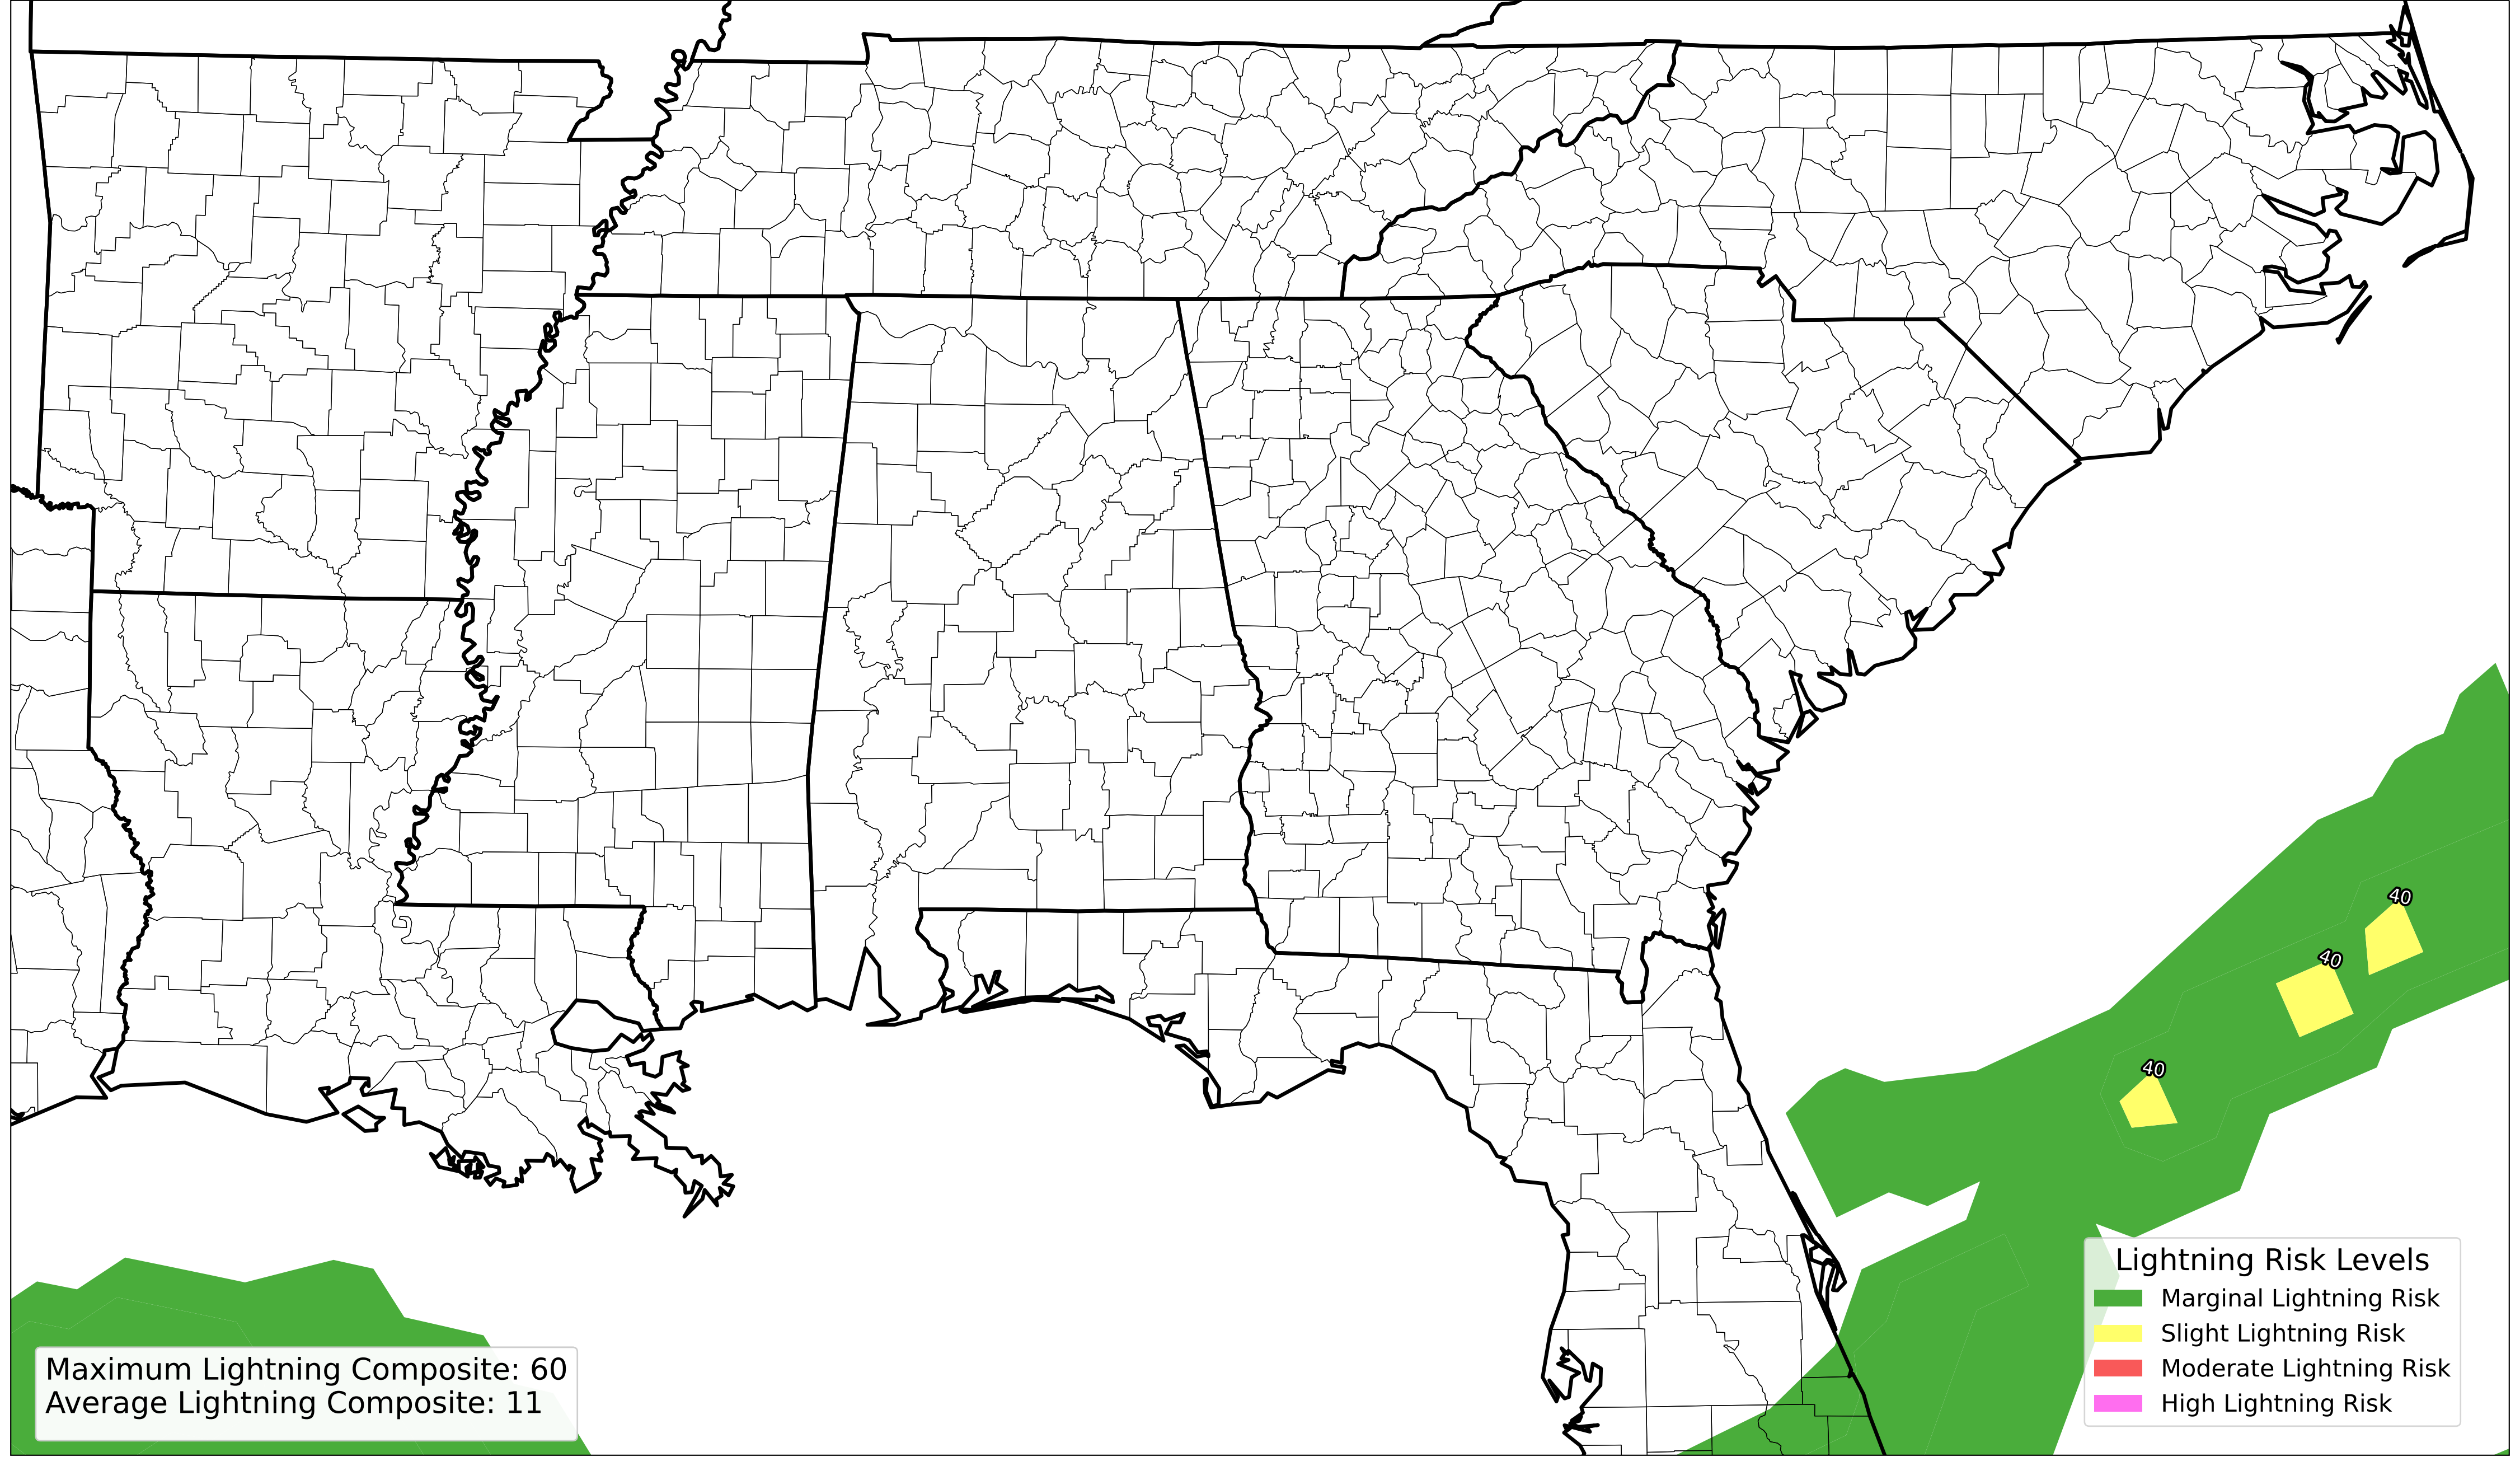 40
40
40
Lightning Risk Levels
Marginal Lightning Risk
Slight Lightning Risk
Moderate Lightning Risk
High Lightning Risk
Maximum Lightning Composite: 60
Average Lightning Composite: 11